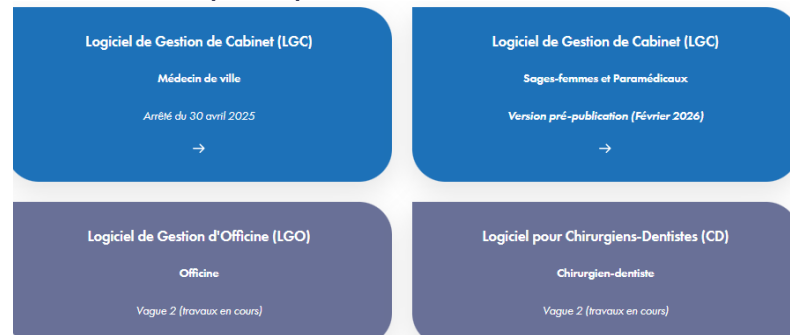 Logiciel de Gestion de Cabinet (LGC)
Médecin de ville
Arrêté du 30 avril 2025
→
Logiciel de Gestion de Cabinet (LGC)
Sages-femmes et Paramédicaux
Version pré-publication (Février 2026)
→
Logiciel de Gestion d'Officine (LGO)
Officine
Vague 2 (travaux en cours)
Logiciel pour Chirurgiens-Dentistes (CD)
Chirurgien-dentiste
Vague 2 (travaux en cours)